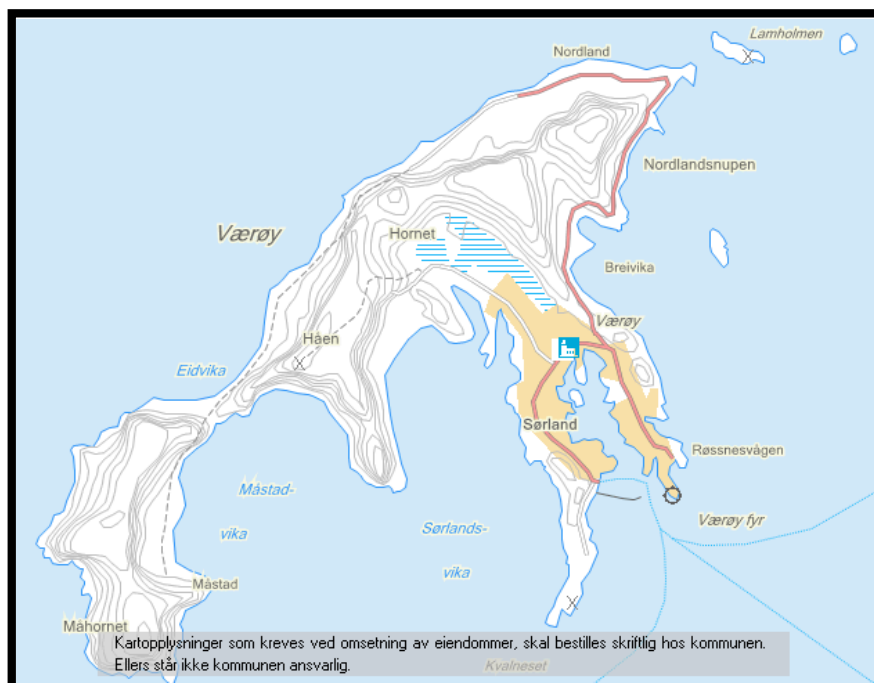 Lamholmen
Nordland
Nordlandsnupen
Værøy
Hornet
Breivika
Værøy
Håen
Eidvika
Sørland
Røssnesvågen
Måstad-
vika
Sørlands-
vika
Værøy fyr
Måstad
Måhornet
Kartopplysninger som kreves ved omsetning av eiendommer, skal bestilles skriftlig hos kommunen.
Ellers står ikke kommunen ansvarlig.
Kvalneset